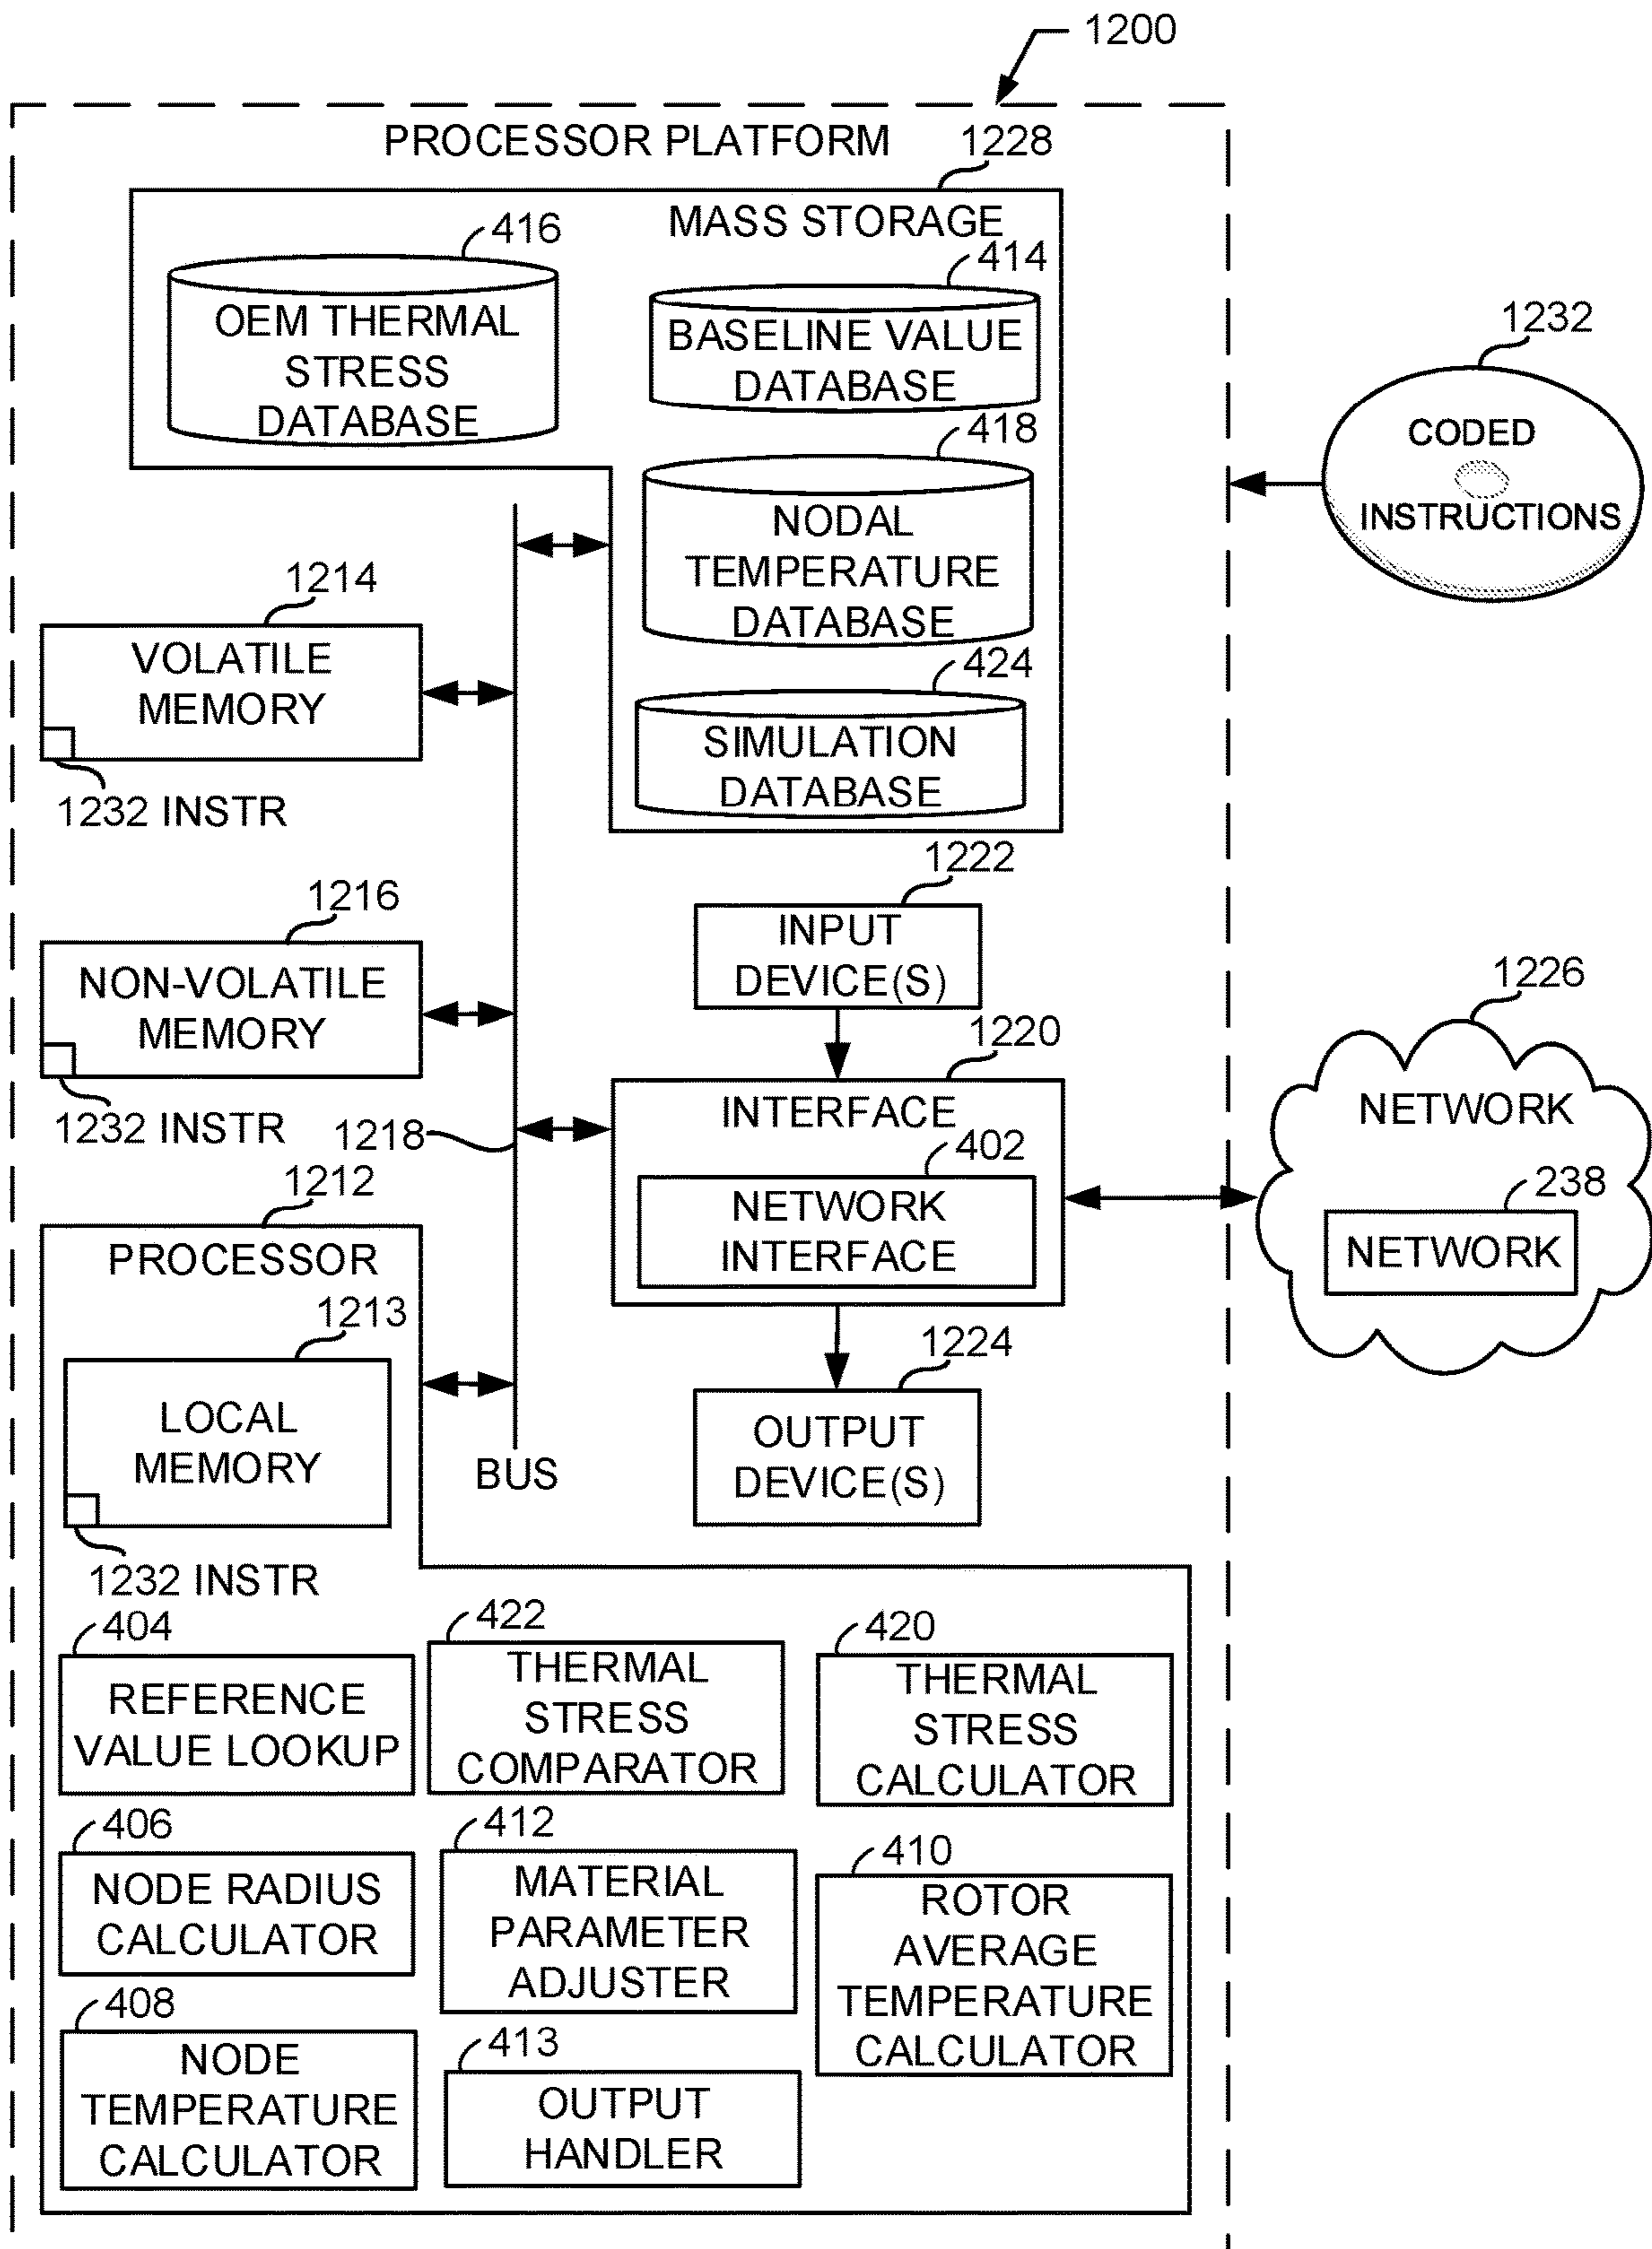 1200
PROCESSOR PLATFORM
1228
MASS STORAGE
416
OEM THERMAL
STRESS
DATABASE
414
BASELINE VALUE
DATABASE
418
NODAL
TEMPERATURE
DATABASE
424
SIMULATION
DATABASE
1232
CODED
INSTRUCTIONS
1214
VOLATILE
MEMORY
1232 INSTR
1216
NON-VOLATILE
MEMORY
1232 INSTR
1222
INPUT
DEVICE(S)
1220
INTERFACE
402
NETWORK
INTERFACE
1218
1226
NETWORK
238
NETWORK
1224
OUTPUT
DEVICE(S)
BUS
1212
PROCESSOR
1213
LOCAL
MEMORY
1232 INSTR
404
REFERENCE
VALUE LOOKUP
422
THERMAL
STRESS
COMPARATOR
420
THERMAL
STRESS
CALCULATOR
406
NODE RADIUS
CALCULATOR
412
MATERIAL
PARAMETER
ADJUSTER
410
ROTOR
AVERAGE
TEMPERATURE
CALCULATOR
408
NODE
TEMPERATURE
CALCULATOR
413
OUTPUT
HANDLER